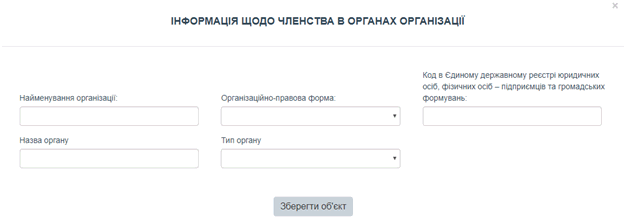 ×
ІНФОРМАЦІЯ ЩОДО ЧЛЕНСТВА В ОРГАНАХ ОРГАНІЗАЦІЇ
Код в Єдиному державному реєстрі юридичних
осіб, фізичних осіб – підприємців та громадських
формувань:
Найменування організації:
Організаційно-правова форма:
Назва органу
Тип органу
Зберегти об'єкт